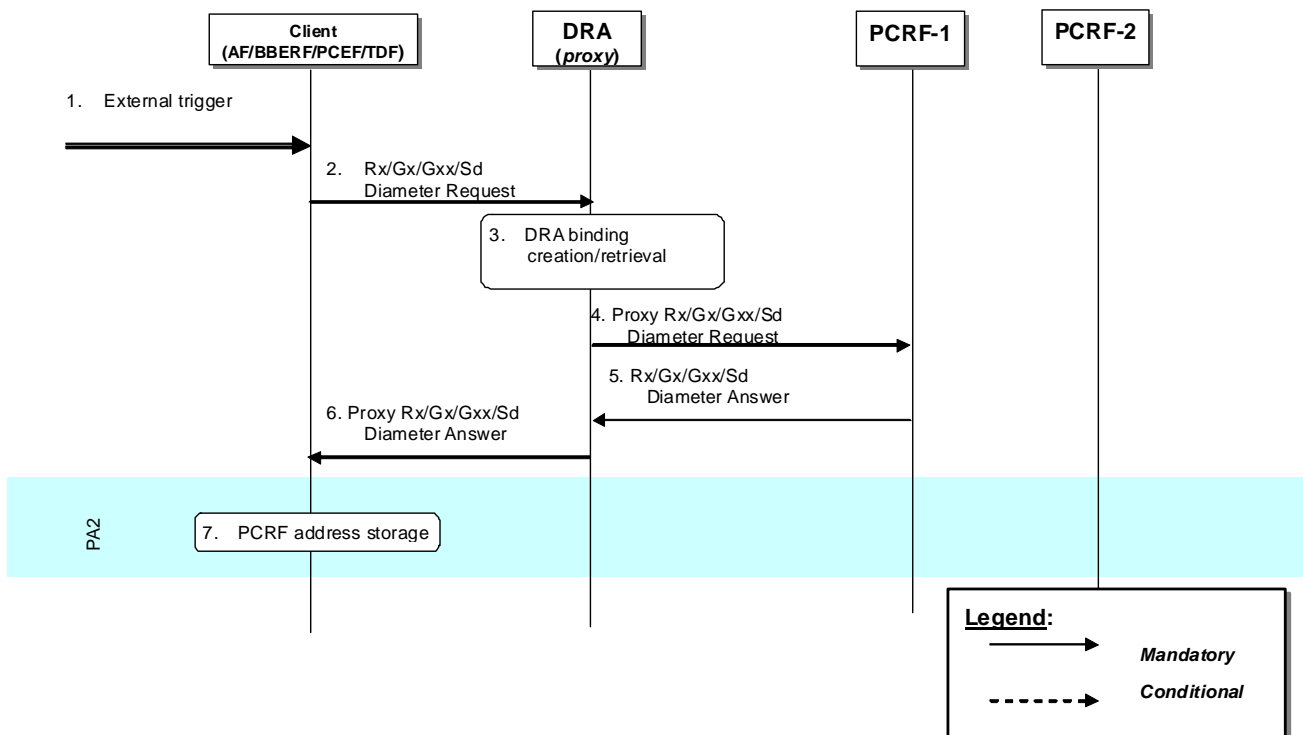 Client
(AF/BBERF/PCEF/TDF)
DRA
(proxy)
PCRF-1
PCRF-2
1. External trigger
2. Rx/Gx/Gxx/Sd
Diameter Request
3. DRA binding
creation/retrieval
4. Proxy Rx/Gx/Gxx/Sd
Diameter Request
5. Rx/Gx/Gxx/Sd
Diameter Answer
6. Proxy Rx/Gx/Gxx/Sd
Diameter Answer
PA2
7. PCRF address storage
Legend:
Mandatory
Conditional